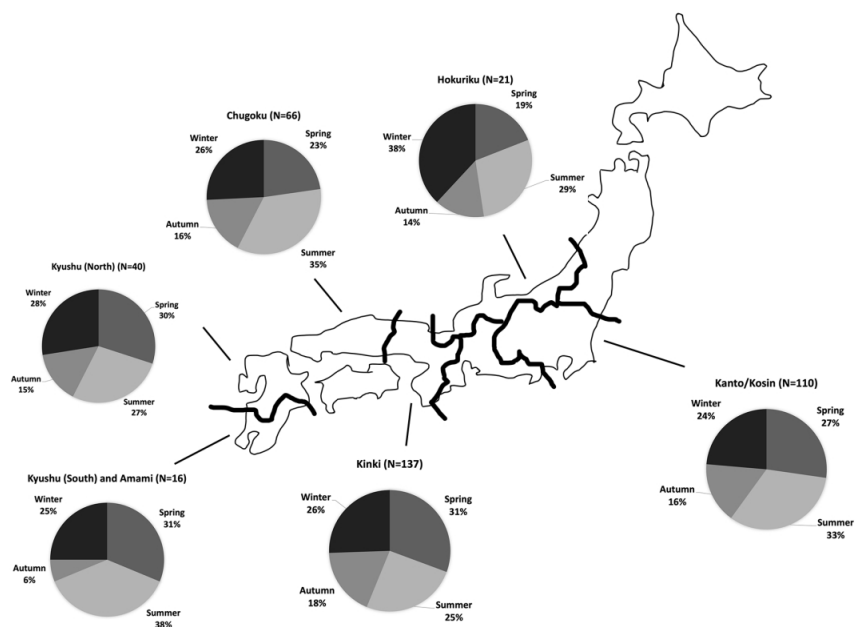 Hokuriku (N=21)
Spring
19%
Winter
38%
Summer
29%
Autumn
14%
Chugoku (N=66)
Winter
26%
Spring
23%
Autumn
16%
Summer
35%
Kyushu (North) (N=40)
Winter
28%
Spring
30%
Autumn
15%
Summer
27%
Kanto/Kosin (N=110)
Winter
24%
Spring
27%
Autumn
16%
Summer
33%
Kyushu (South) and Amami (N=16)
Winter
25%
Spring
31%
Autumn
6%
Summer
38%
Kinki (N=137)
Winter
26%
Spring
31%
Autumn
18%
Summer
25%